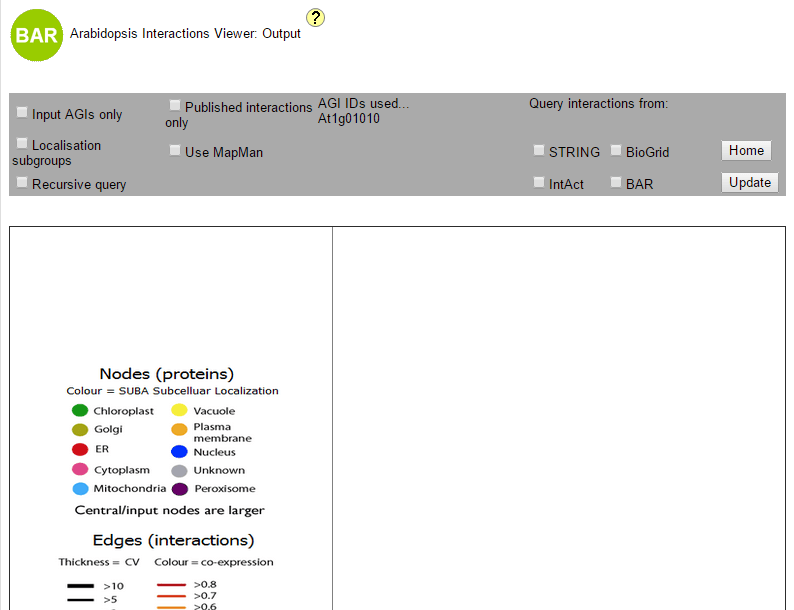 BAR Arabidopsis Interactions Viewer: Output ?
Input AGIs only
Published interactions only
AGI IDs used...
At1g01010
Query interactions from:
Localisation subgroups
Use MapMan
STRING BioGrid Home
Recursive query
IntAct BAR Update
Nodes (proteins)
Colour = SUBA Subcelluar Localization
Chloroplast Vacuole
Golgi Plasma membrane
ER Nucleus
Cytoplasm Unknown
Mitochondria Peroxisome
Central/input nodes are larger
Edges (interactions)
Thickness = CV Colour = co-expression
>10 >0.8
>5 >0.7
>0.6